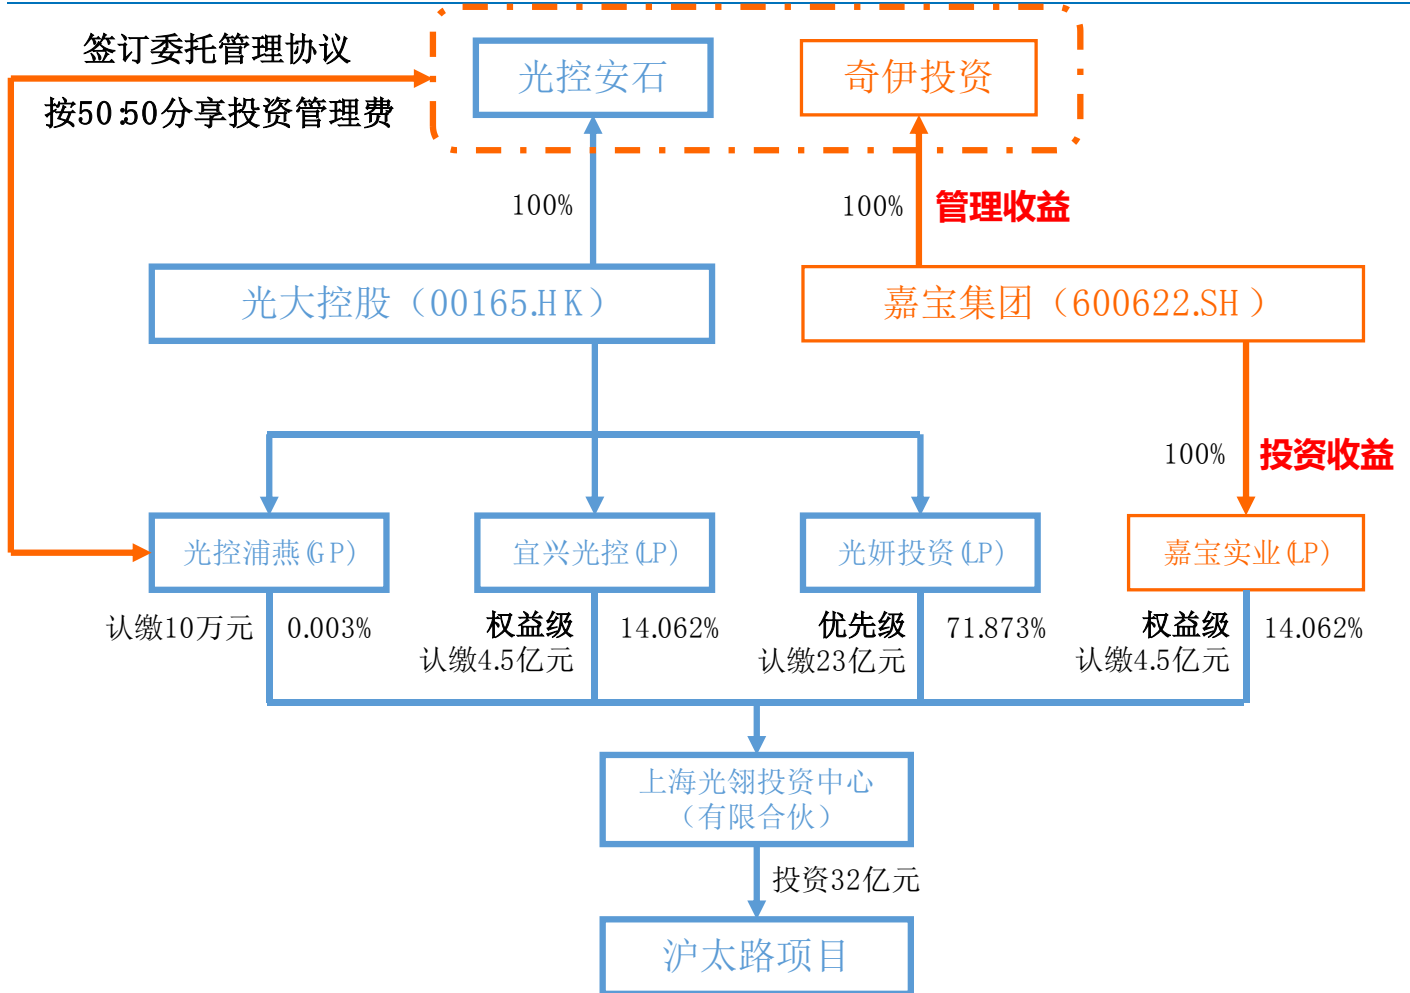 签订委托管理协议
按50:50分享投资管理费
光控安石
奇伊投资
100%
100%
管理收益
光大控股（00165.HK）
嘉宝集团（600622.SH）
100%
投资收益
光控浦燕(GP)
宜兴光控(LP)
光妍投资(LP)
嘉宝实业(LP)
认缴10万元
0.003%
权益级
认缴4.5亿元
14.062%
优先级
认缴23亿元
71.873%
权益级
认缴4.5亿元
14.062%
上海光翎投资中心
（有限合伙）
投资32亿元
沪太路项目